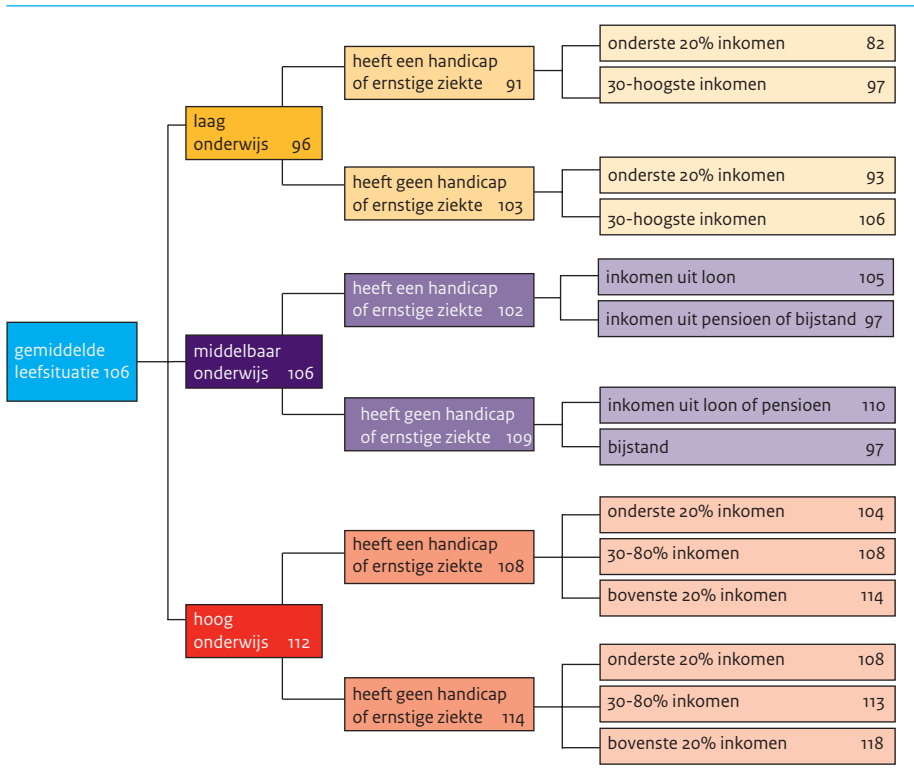 gemiddelde
leefsituatie 106
laag
onderwijs 96
heeft een handicap
of ernstige ziekte 91
onderste 20% inkomen 82
30-hoogste inkomen 97
heeft geen handicap
of ernstige ziekte 103
onderste 20% inkomen 93
30-hoogste inkomen 106
middelbaar
onderwijs 106
heeft een handicap
of ernstige ziekte 102
inkomen uit loon 105
inkomen uit pensioen of bijstand 97
heeft geen handicap
of ernstige ziekte 109
inkomen uit loon of pensioen 110
bijstand 97
hoog
onderwijs 112
heeft een handicap
of ernstige ziekte 108
onderste 20% inkomen 104
30-80% inkomen 108
bovenste 20% inkomen 114
heeft geen handicap
of ernstige ziekte 114
onderste 20% inkomen 108
30-80% inkomen 113
bovenste 20% inkomen 118